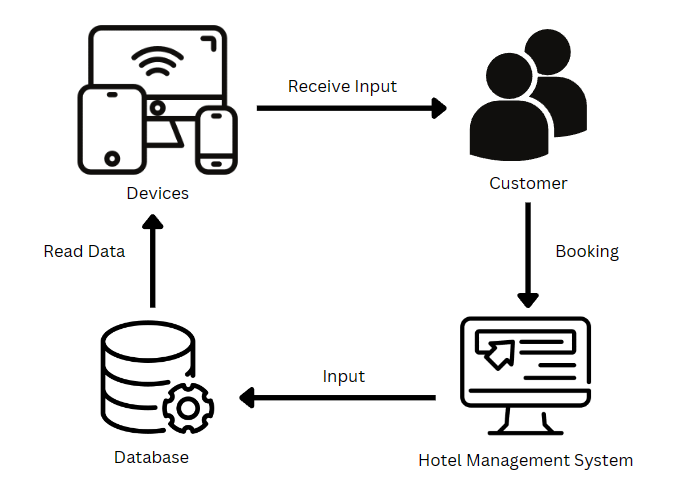 Receive Input
Devices
Customer
Read Data
Booking
Input
Database
Hotel Management System